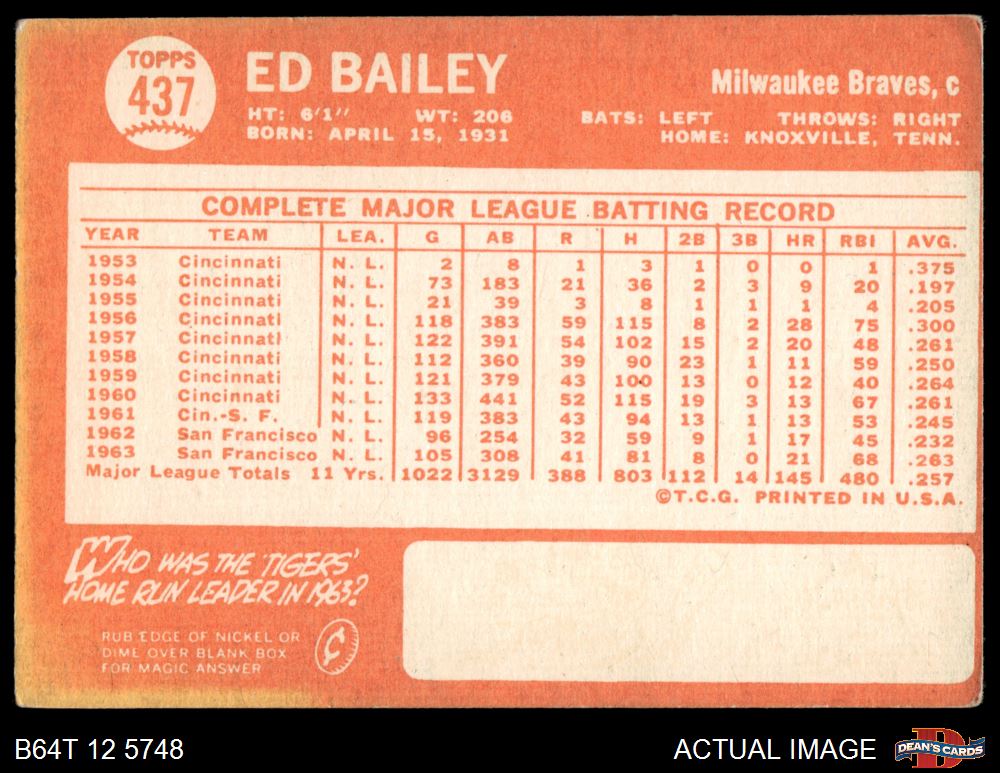 TOPPS
437
ED BAILEY
Milwaukee Braves, c
HT: 6'1" WT: 206 BATS: LEFT THROWS: RIGHT
BORN: APRIL 15, 1931 HOME: KNOXVILLE, TENN.
COMPLETE MAJOR LEAGUE BATTING RECORD
YEAR TEAM LEA. G AB R H 2B 3B HR RBI AVG.
1953 Cincinnati N. L. 2 8 1 3 1 0 0 1 .375
1954 Cincinnati N. L. 73 183 21 36 2 3 9 20 .197
1955 Cincinnati N. L. 21 39 3 8 1 1 1 4 .205
1956 Cincinnati N. L. 118 383 59 115 8 2 28 75 .300
1957 Cincinnati N. L. 122 391 54 102 15 2 20 48 .261
1958 Cincinnati N. L. 112 360 39 90 23 1 11 59 .250
1959 Cincinnati N. L. 121 379 43 100 13 0 12 40 .264
1960 Cincinnati N. L. 133 441 52 115 19 3 13 67 .261
1961 Cin.-S. F. N. L. 119 383 43 94 13 1 13 53 .245
1962 San Francisco N. L. 96 254 32 59 9 1 17 45 .232
1963 San Francisco N. L. 105 308 41 81 8 0 21 68 .263
Major League Totals 11 Yrs. 1022 3129 388 803 112 14 145 480 .257
©T.C.G. PRINTED IN U.S.A.
WHO WAS THE 'TIGERS'
HOME RUN LEADER IN 1963?
RUB EDGE OF NICKEL OR
DIME OVER BLANK BOX
FOR MAGIC ANSWER
¢
B64T 12 5748
ACTUAL IMAGE
D
DEAN'S CARDS